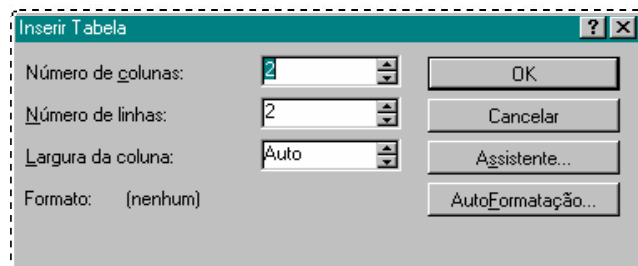 Inserir Tabela
Número de colunas: 2 OK
Número de linhas: 2 Cancelar
Largura da coluna: Auto Assistente...
Formato: (nenhum) AutoFormatação...